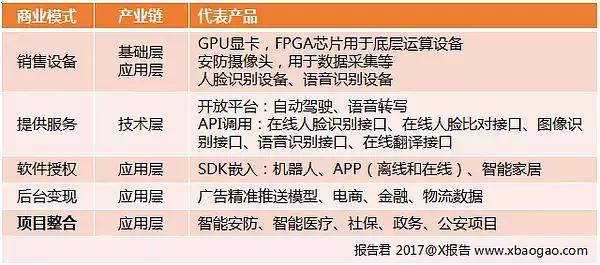 商业模式 产业链 代表产品
销售设备 基础层 应用层 GPU显卡，FPGA芯片用于底层运算设备
安防摄像头，用于数据采集等
人脸识别设备、语音识别设备
提供服务 技术层 开放平台：自动驾驶、语音转写
API调用：在线人脸识别接口、在线人脸比对接口、图像识
别接口、语音识别接口、在线翻译接口
软件授权 应用层 SDK嵌入：机器人、APP（离线和在线）、智能家居
后台变现 应用层 广告精准推送模型、电商、金融、物流数据
项目整合 应用层 智能安防、智能医疗、社保、政务、公安项目
报告君 2017@X报告 www.xbaogao.com